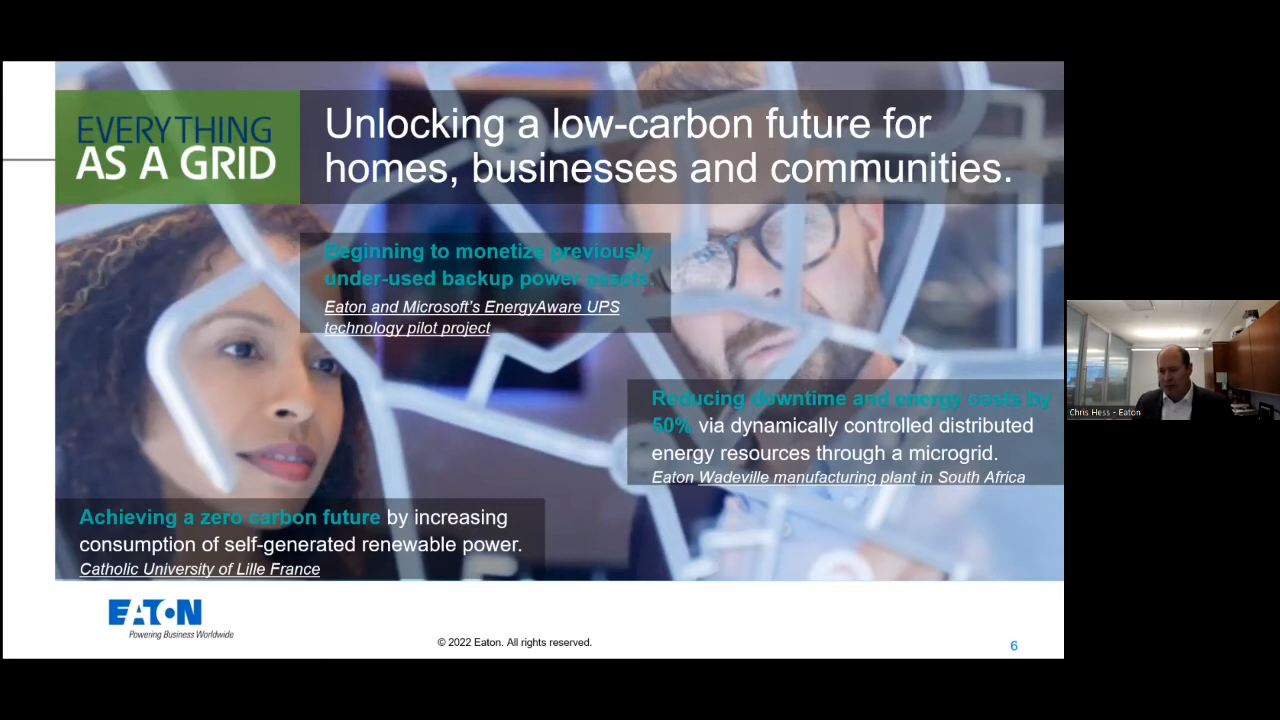 EVERYTHING
AS A GRID
Unlocking a low-carbon future for
homes, businesses and communities.
Beginning to monetize previously
under-used backup power assets.
Eaton and Microsoft's EnergyAware UPS
technology pilot project
Reducing downtime and energy costs by
50% via dynamically controlled distributed
energy resources through a microgrid.
Eaton Wadeville manufacturing plant in South Africa
Achieving a zero carbon future by increasing
consumption of self-generated renewable power.
Catholic University of Lille France
EATON
Powering Business Worldwide
© 2022 Eaton. All rights reserved.
6
Chris Hess - Eaton